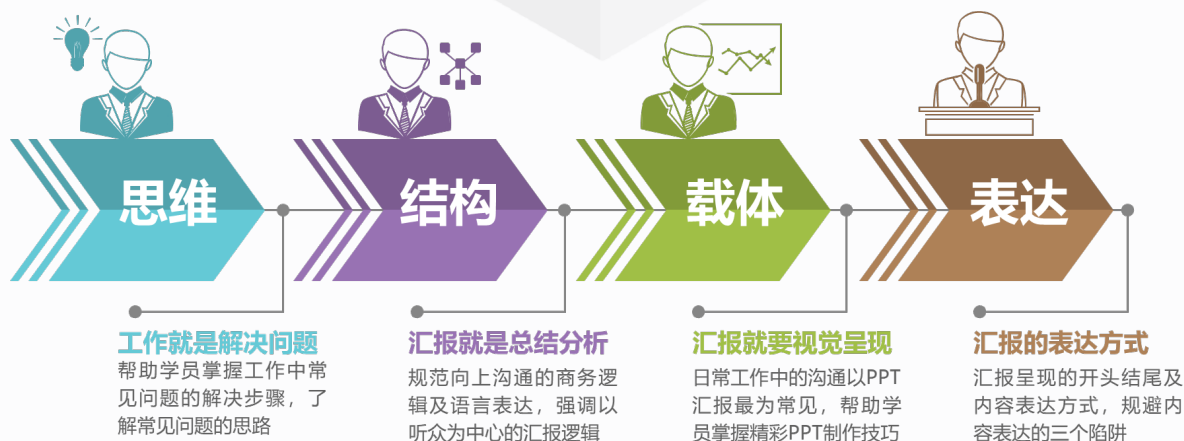 思维
结构
载体
表达
工作就是解决问题
帮助学员掌握工作中常
见问题的解决步骤，了
解常见问题的思路
汇报就是总结分析
规范向上沟通的商务逻
辑及语言表达，强调以
听众为中心的汇报逻辑
汇报就要视觉呈现
日常工作中的沟通以PPT
汇报最为常见，帮助学
员掌握精彩PPT制作技巧
汇报的表达方式
汇报呈现的开头结尾及
内容表达方式，规避内
容表达的三个陷阱